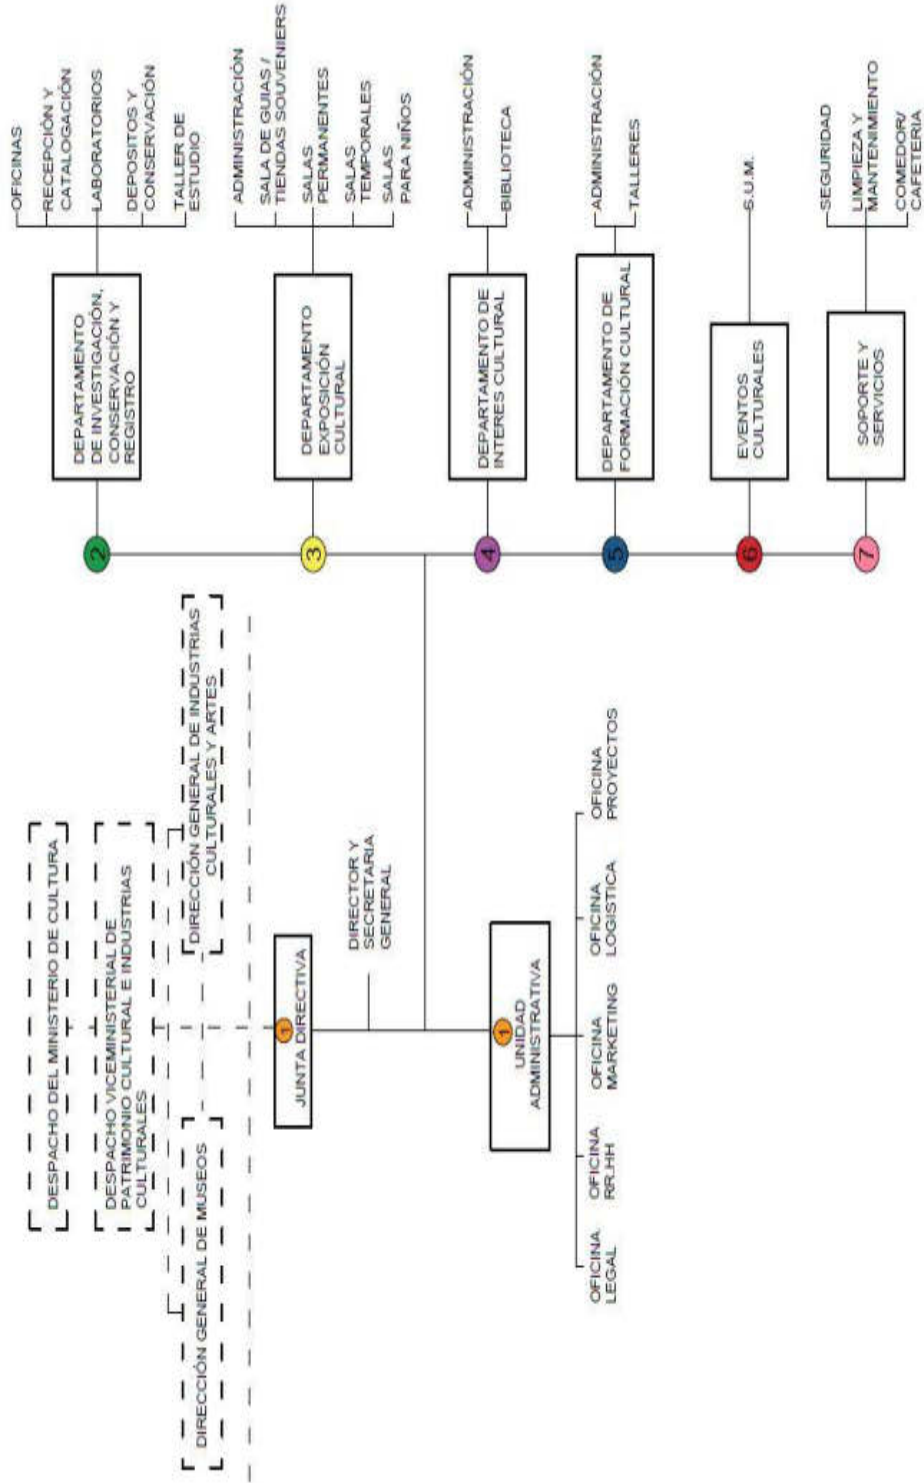 DESPACHO DEL MINISTERIO DE CULTURA
DESPACHO VICEMINISTERIAL DE
PATRIMONIO CULTURAL E INDUSTRIAS
CULTURALES
DIRECCIÓN GENERAL DE MUSEOS
DIRECCIÓN GENERAL DE INDUSTRIAS
CULTURALES Y ARTES
1
JUNTA DIRECTIVA
DIRECTOR Y
SECRETARIA
GENERAL
1
UNIDAD
ADMINISTRATIVA
OFICINA
LEGAL
OFICINA
RR.HH
OFICINA
MARKETING
OFICINA
LOGISTICA
OFICINA
PROYECTOS
2
DEPARTAMENTO
DE INVESTIGACIÓN,
CONSERVACIÓN Y
REGISTRO
OFICINAS
RECEPCIÓN Y
CATALOGACIÓN
LABORATORIOS
DEPOSITOS Y
CONSERVACIÓN
TALLER DE
ESTUDIO
3
DEPARTAMENTO
EXPOSICIÓN
CULTURAL
ADMINISTRACIÓN
SALA DE GUIAS /
TIENDAS SOUVENIERS
SALAS
PERMANENTES
SALAS
TEMPORALES
SALAS
PARA NIÑOS
4
DEPARTAMENTO DE
INTERES CULTURAL
ADMINISTRACIÓN
BIBLIOTECA
5
DEPARTAMENTO DE
FORMACIÓN CULTURAL
ADMINISTRACIÓN
TALLERES
6
EVENTOS
CULTURALES
S.U.M.
7
SOPORTE Y
SERVICIOS
SEGURIDAD
LIMPIEZA Y
MANTENIMIENTO
COMEDOR/
CAFETERIA